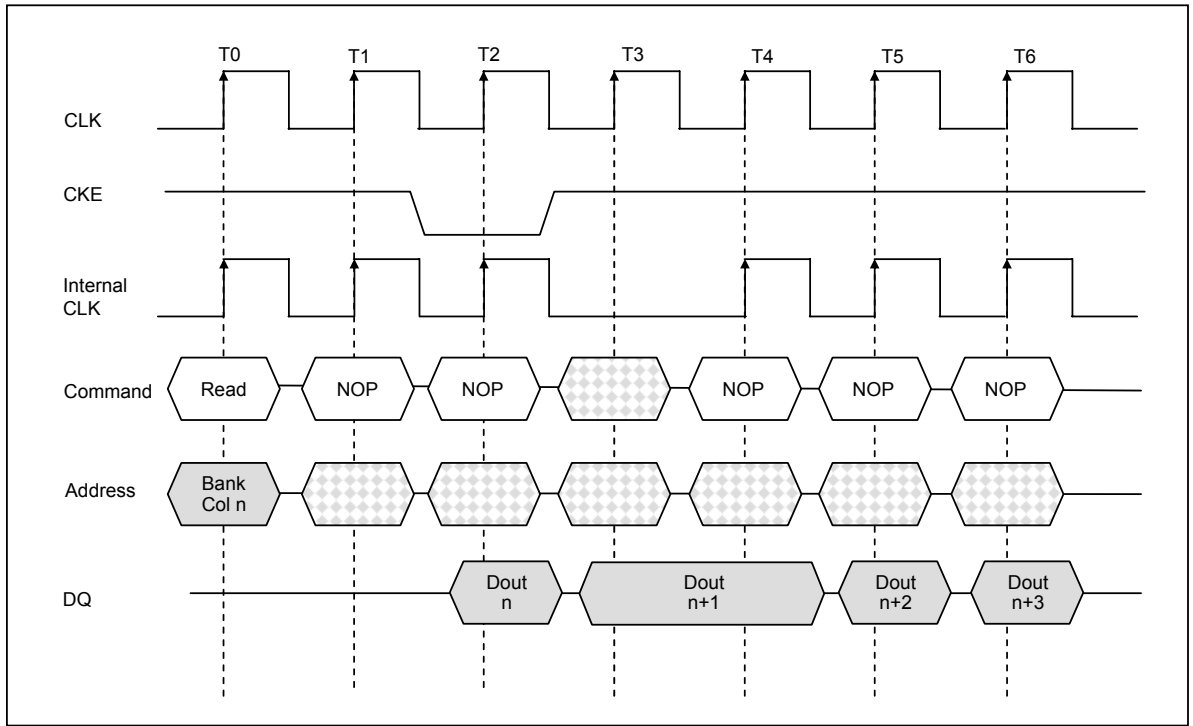 T0 T1 T2 T3 T4 T5 T6
CLK
CKE
Internal
CLK
Command Read NOP NOP NOP NOP NOP
Address Bank
Col n
DQ Dout Dout Dout Dout
n n+1 n+2 n+3